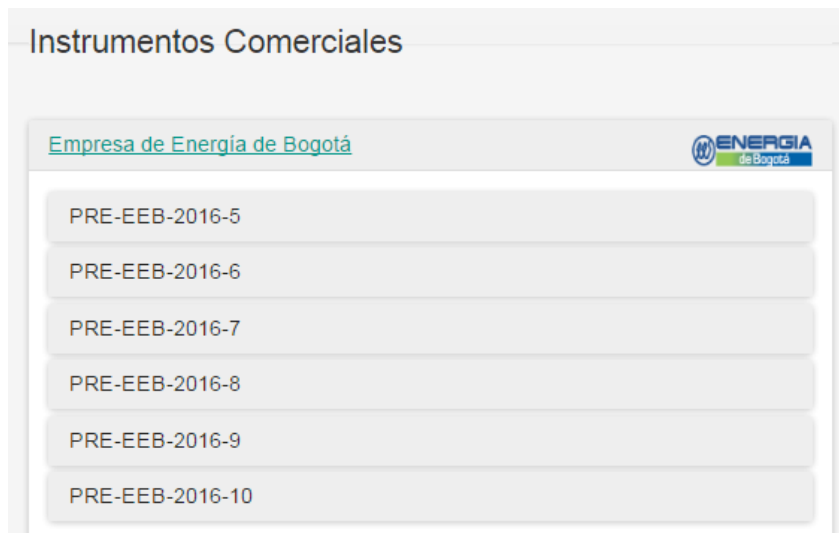 Instrumentos Comerciales
Empresa de Energía de Bogotá
ENERGIA
de Bogotá
PRE-EEB-2016-5
PRE-EEB-2016-6
PRE-EEB-2016-7
PRE-EEB-2016-8
PRE-EEB-2016-9
PRE-EEB-2016-10